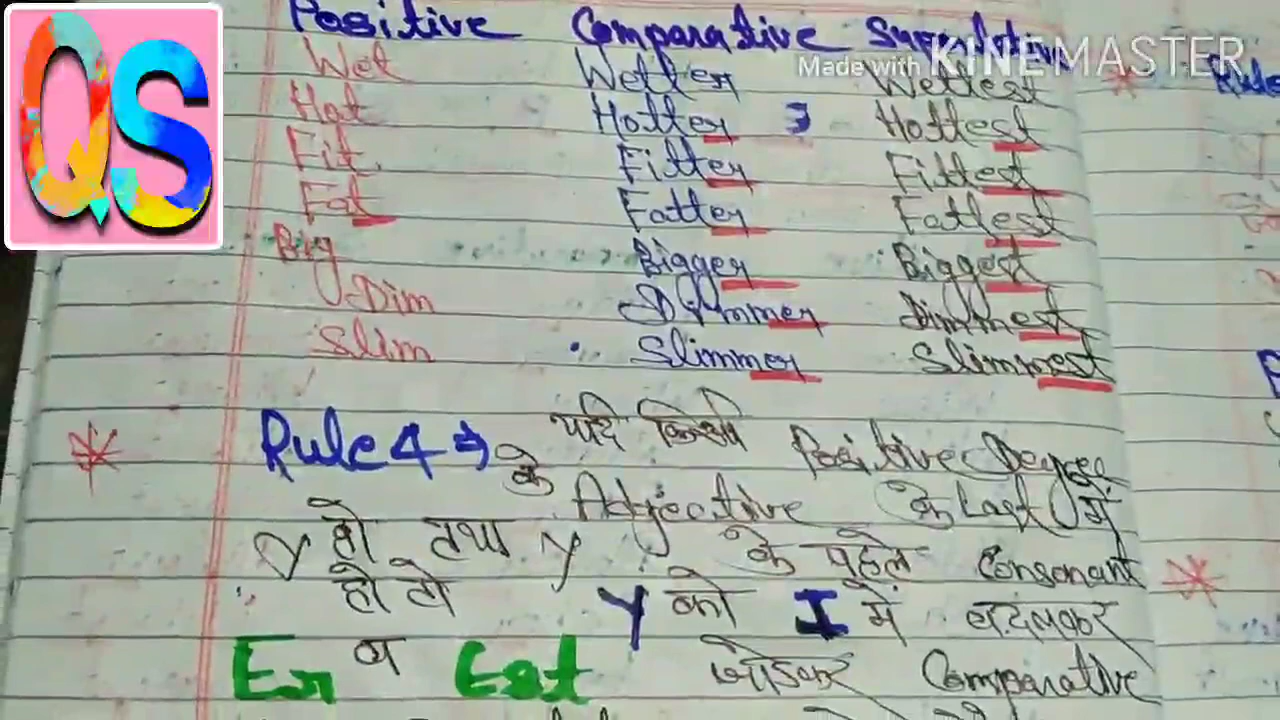 QS
Made with KINEMASTER
Positive Comparative Superlative
Wet Wetter Wettest
Hot Hotter Hottest
Fit Fitter Fittest
Fat Fatter Fattest
Big Bigger Biggest
Dim Dimmer Dimmest
Slim Slimmer Slimmest
Rule 4 → यदि किसी Positive Degree
के Adjective के Last में
y हो तथा y के पहले Consonant
हो तो Y को I में बदलकर
Er व Est जोडकर Comparative